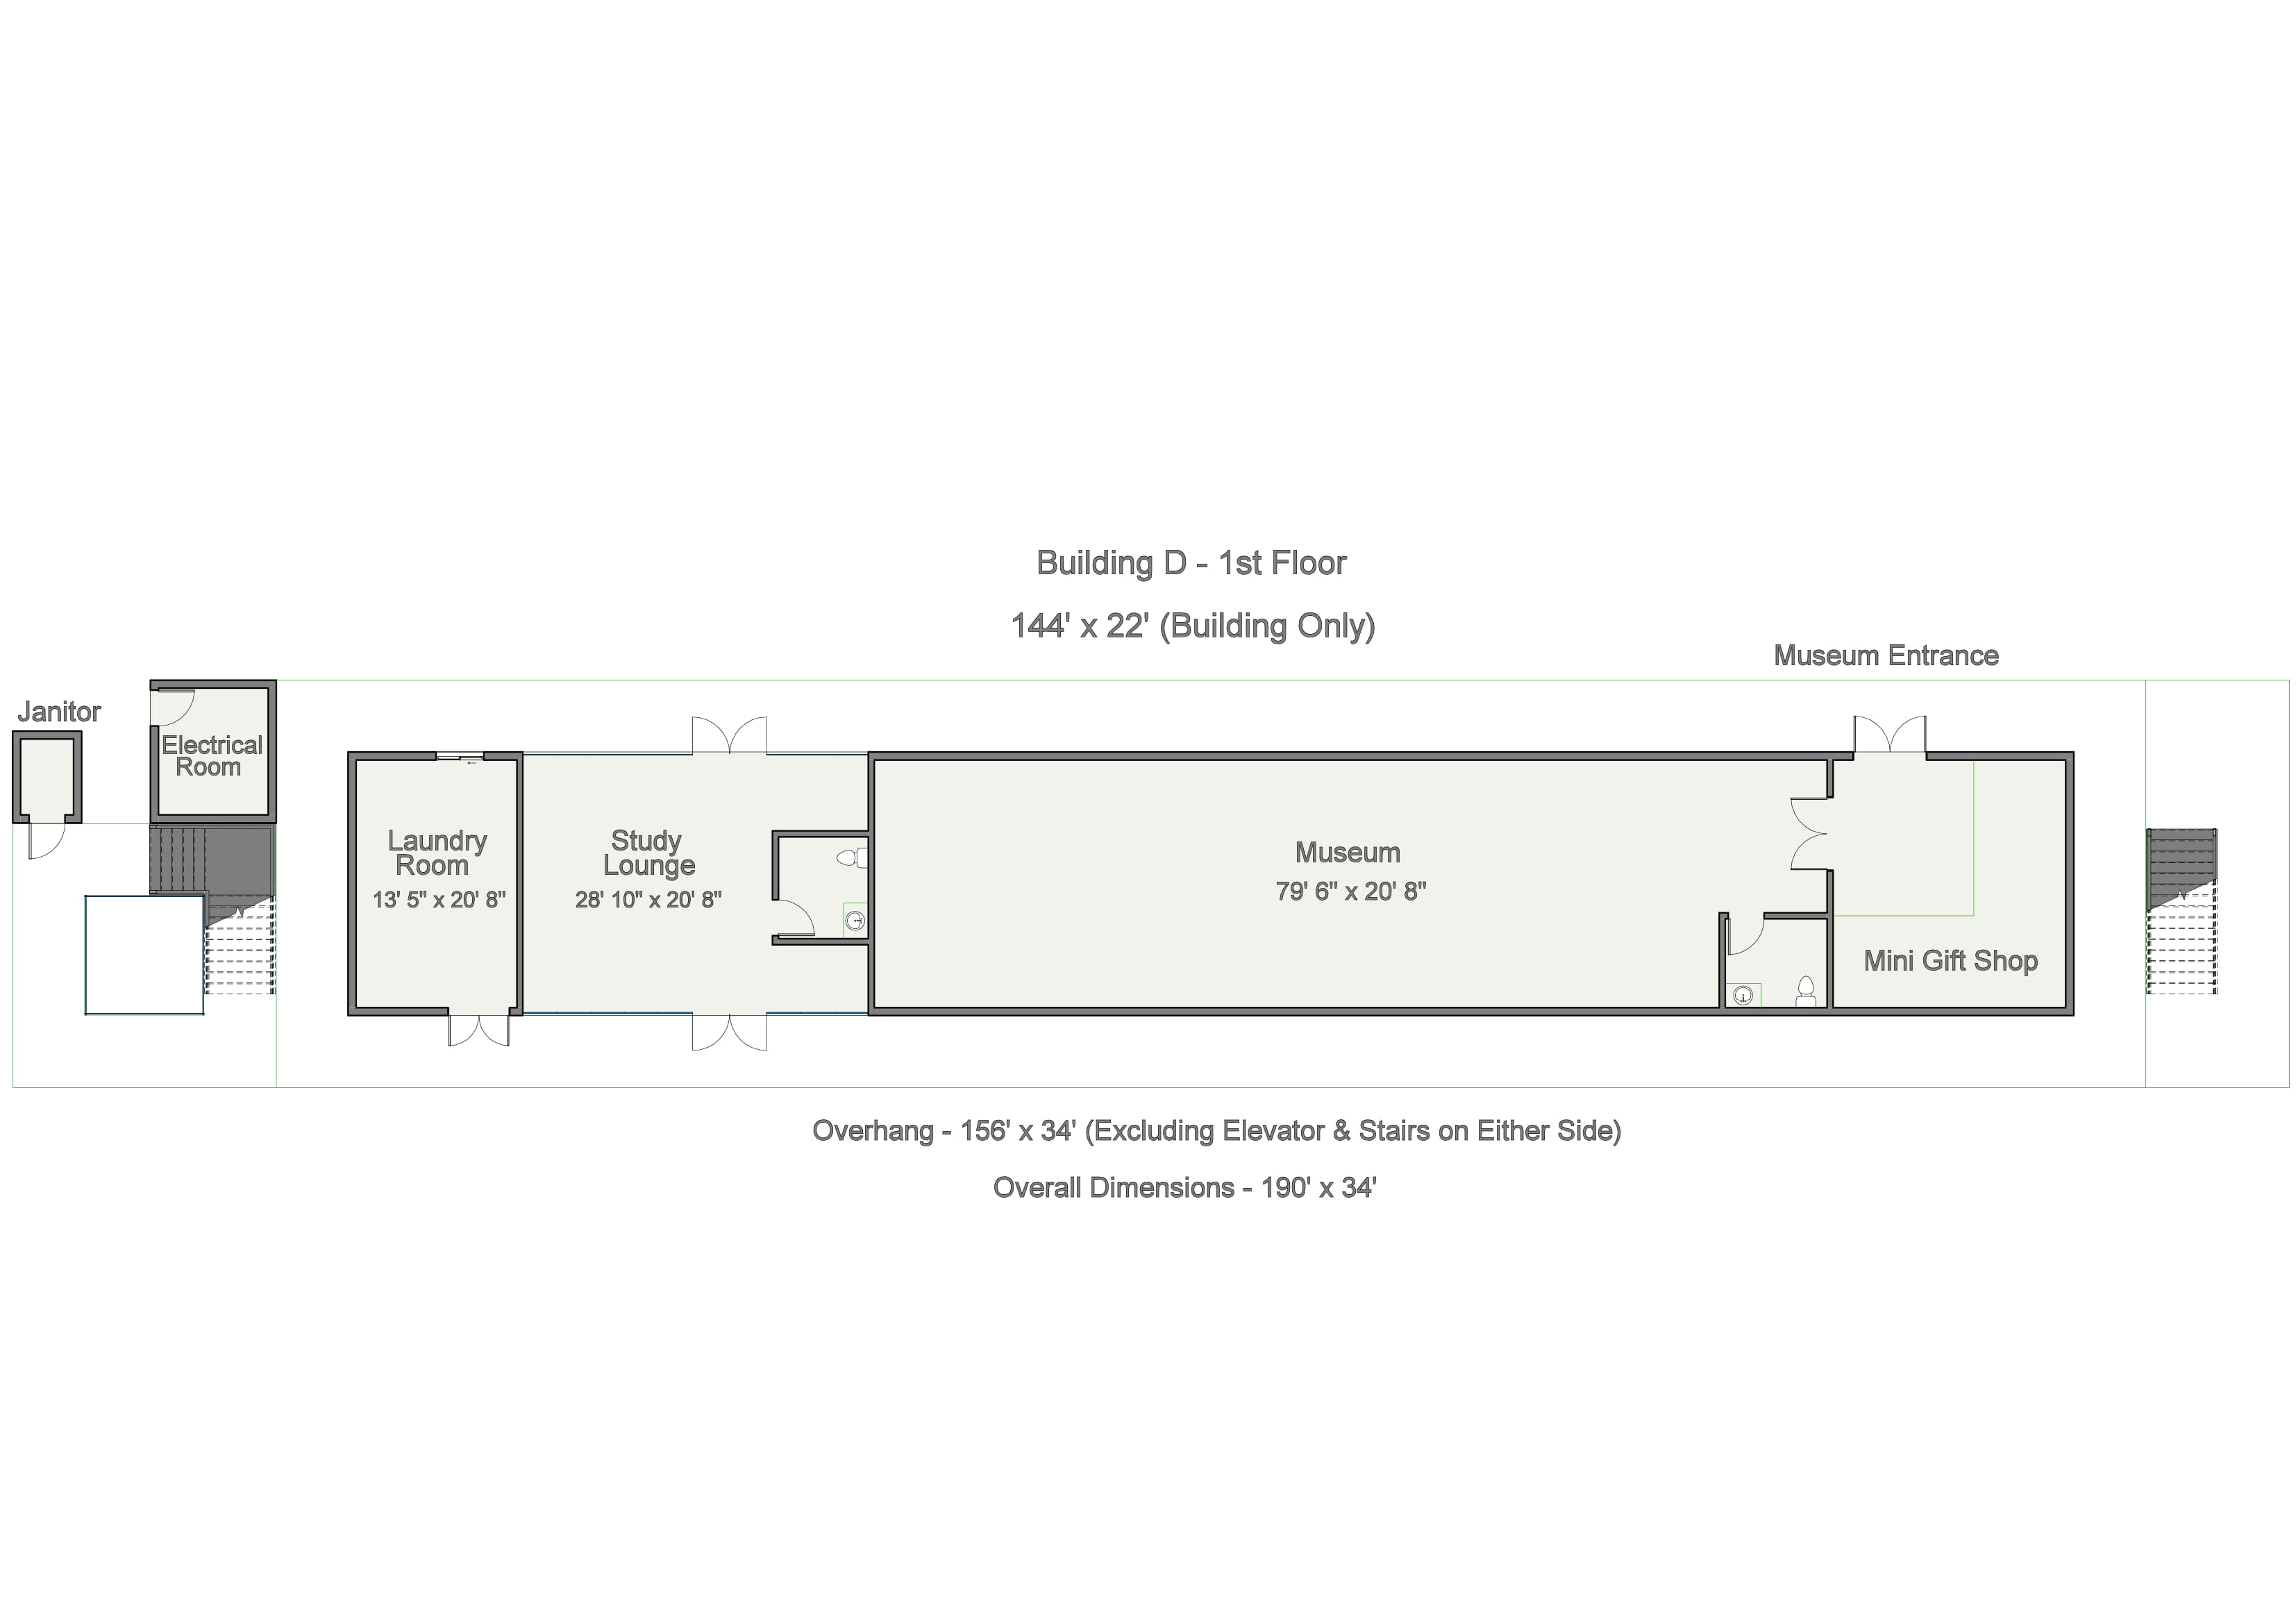 Building D - 1st Floor
144' x 22' (Building Only)
Museum Entrance
Janitor
Electrical
Room
Laundry
Room
13' 5" x 20' 8"
Study
Lounge
28' 10" x 20' 8"
Museum
79' 6" x 20' 8"
Mini Gift Shop
Overhang - 156' x 34' (Excluding Elevator & Stairs on Either Side)
Overall Dimensions - 190' x 34'